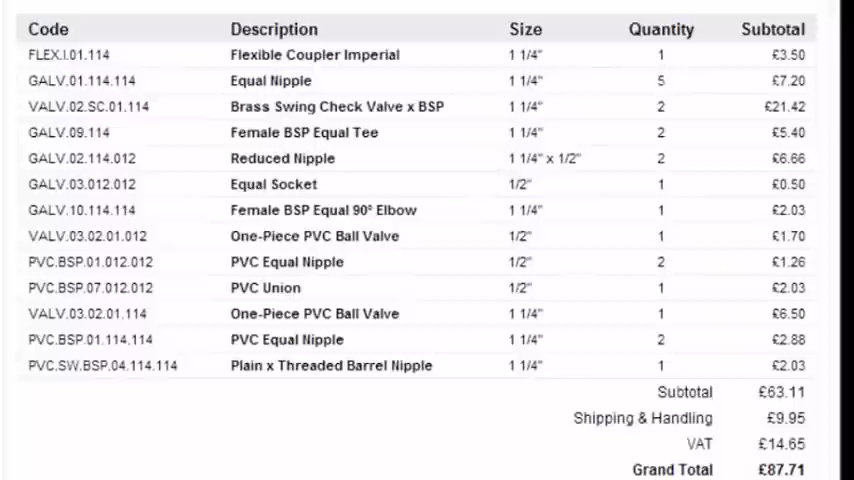 Code Description Size Quantity Subtotal
FLEX.I.01.114 Flexible Coupler Imperial 1 1/4" 1 £3.50
GALV.01.114.114 Equal Nipple 1 1/4" 5 £7.20
VALV.02.SC.01.114 Brass Swing Check Valve x BSP 1 1/4" 2 £21.42
GALV.09.114 Female BSP Equal Tee 1 1/4" 2 £5.40
GALV.02.114.012 Reduced Nipple 1 1/4" x 1/2" 2 £6.66
GALV.03.012.012 Equal Socket 1/2" 1 £0.50
GALV.10.114.114 Female BSP Equal 90º Elbow 1 1/4" 1 £2.03
VALV.03.02.01.012 One-Piece PVC Ball Valve 1/2" 1 £1.70
PVC.BSP.01.012.012 PVC Equal Nipple 1/2" 2 £1.26
PVC.BSP.07.012.012 PVC Union 1/2" 1 £2.03
VALV.03.02.01.114 One-Piece PVC Ball Valve 1 1/4" 1 £6.50
PVC.BSP.01.114.114 PVC Equal Nipple 1 1/4" 2 £2.88
PVC.SW.BSP.04.114.114 Plain x Threaded Barrel Nipple 1 1/4" 1 £2.03
Subtotal £63.11
Shipping & Handling £9.95
VAT £14.65
Grand Total £87.71